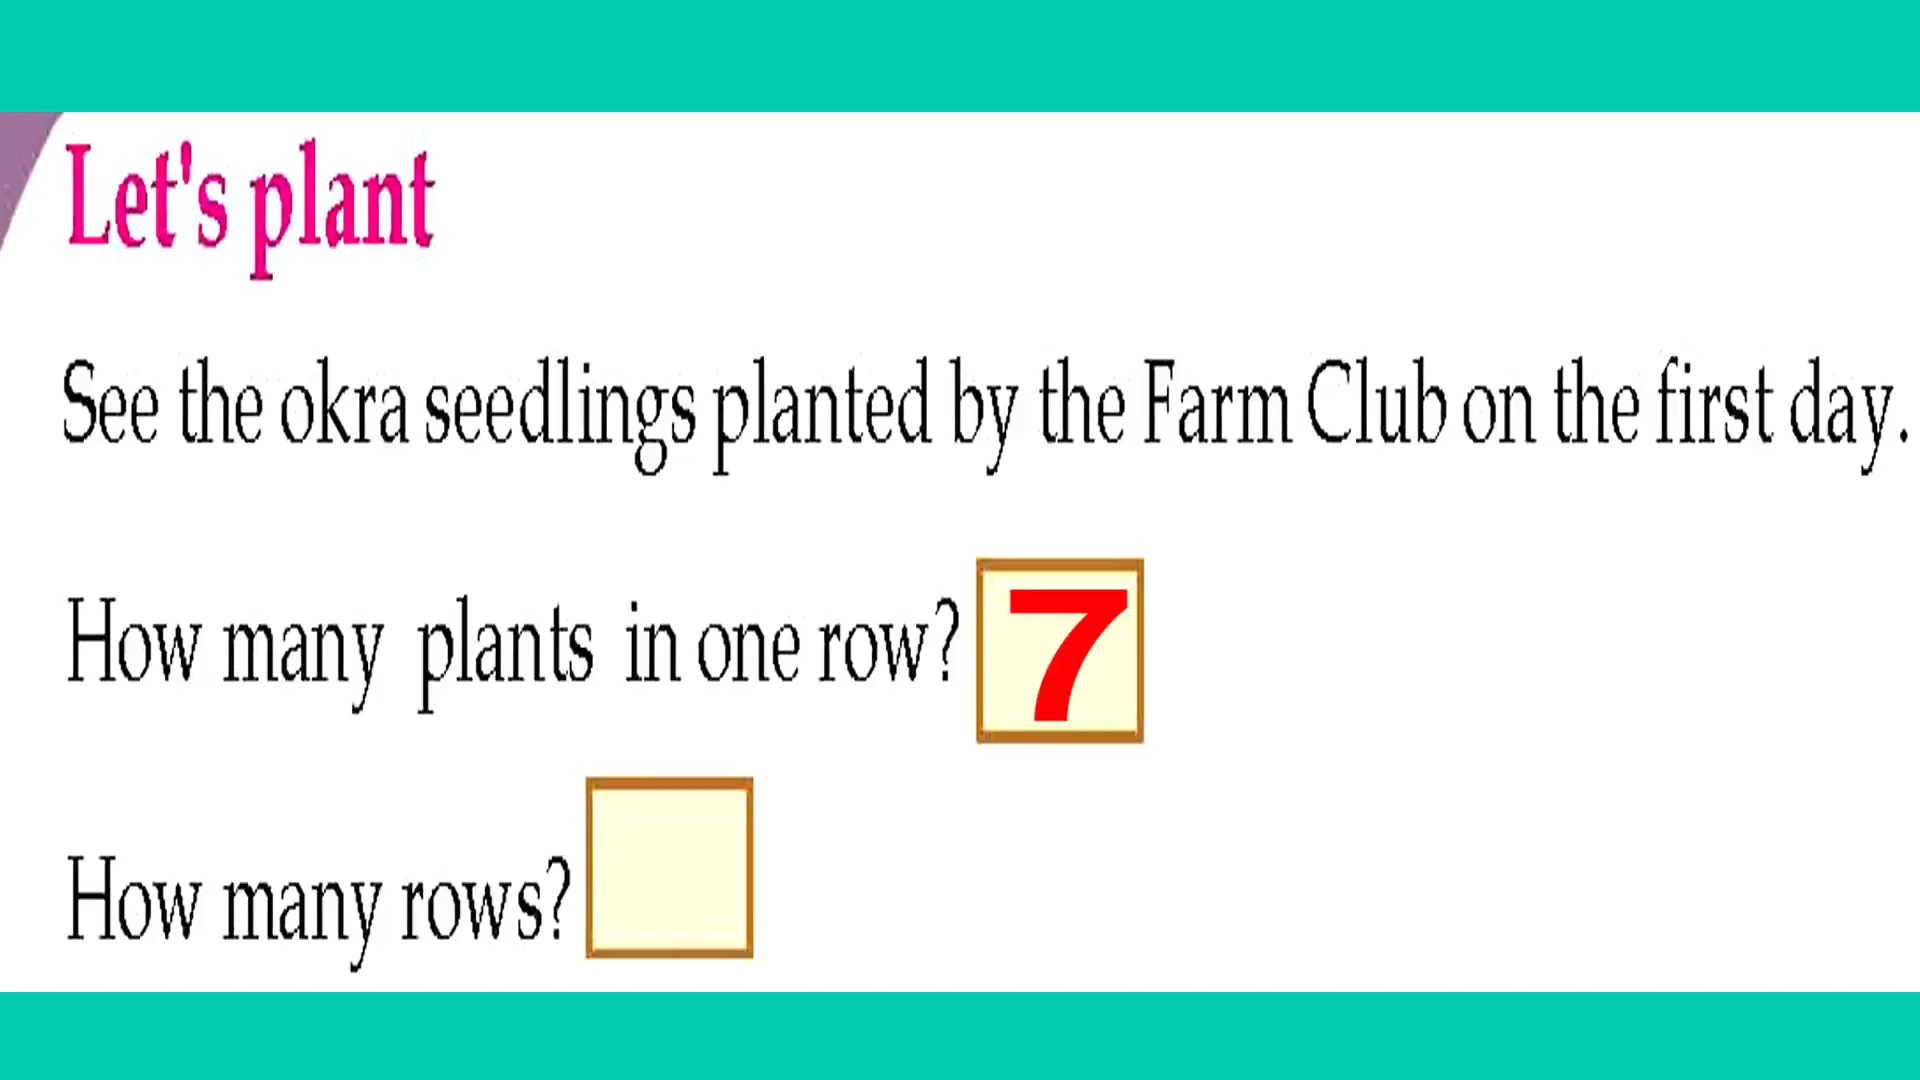 Let's plant
See the okra seedlings planted by the Farm Club on the first day.
How many plants in one row? 7
How many rows?